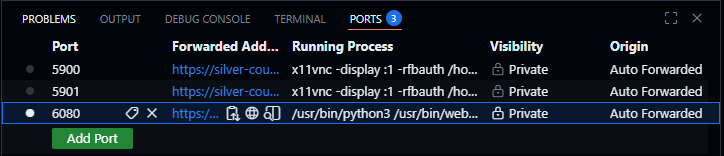 PROBLEMS OUTPUT DEBUG CONSOLE TERMINAL PORTS 3
Port Forwarded Add... Running Process Visibility Origin
5900 https://silver-cou... x11vnc -display :1 -rfbauth /ho... Private Auto Forwarded
5901 https://silver-cou... x11vnc -display :1 -rfbauth /ho... Private Auto Forwarded
6080 https:/... /usr/bin/python3 /usr/bin/web... Private Auto Forwarded
Add Port